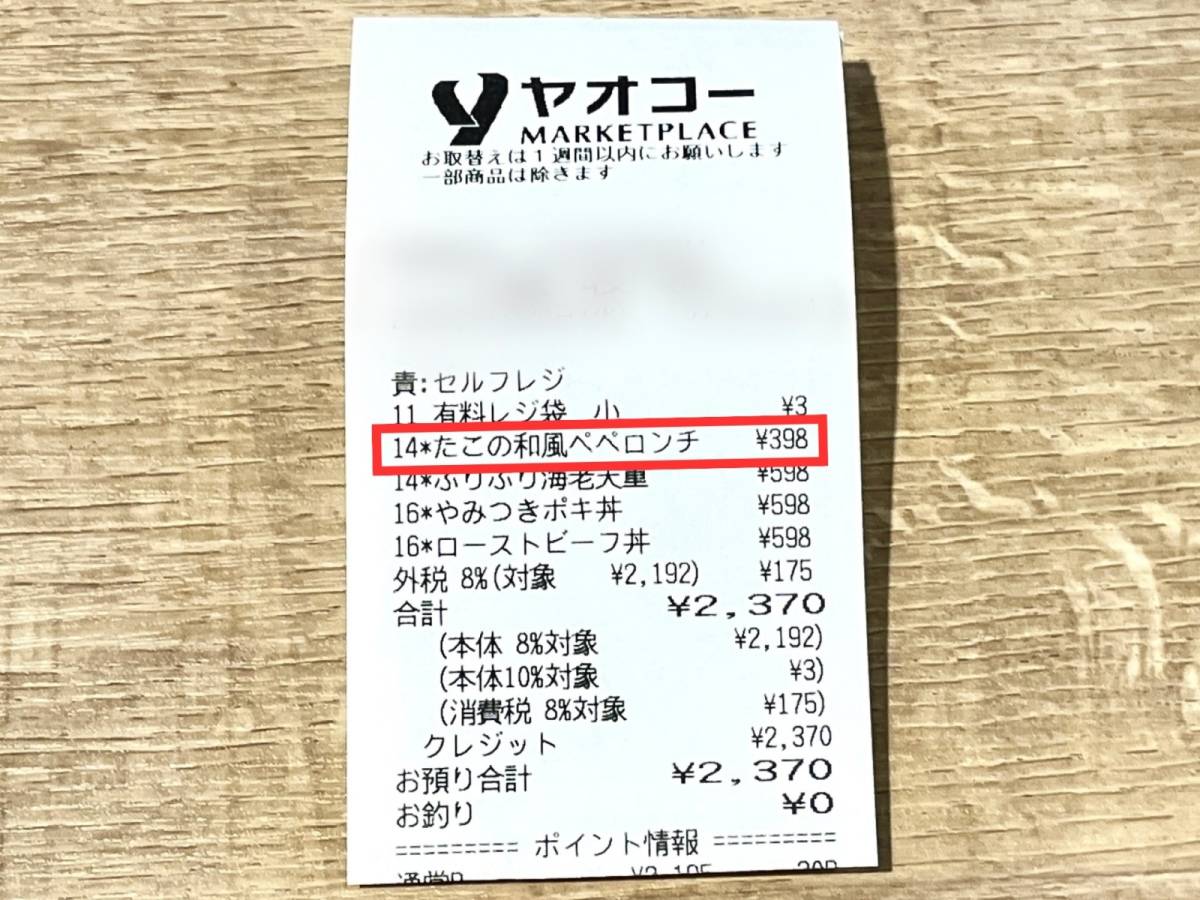 y ヤオコー
MARKETPLACE
お取替えは1週間以内にお願いします
一部商品は除きます
責:セルフレジ
11 有料レジ袋 小 ¥3
14*たこの和風ペペロンチ ¥398
14*ぷりぷり海老天重 ¥598
16*やみつきポキ丼 ¥598
16*ローストビーフ丼 ¥598
外税 8%(対象 ¥2,192) ¥175
合計 ¥2,370
(本体 8%対象 ¥2,192)
(本体10%対象 ¥3)
(消費税 8%対象 ¥175)
クレジット ¥2,370
お預り合計 ¥2,370
お釣り ¥0
========= ポイント情報 =========